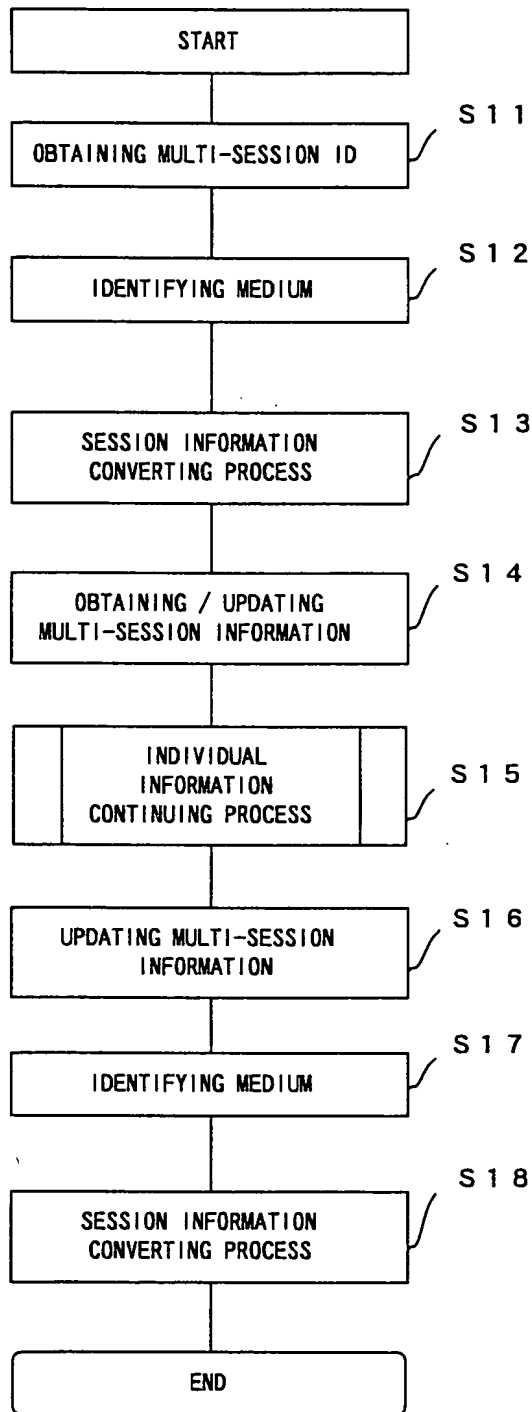 START
S11
OBTAINING MULTI-SESSION ID
S12
IDENTIFYING MEDIUM
S13
SESSION INFORMATION
CONVERTING PROCESS
S14
OBTAINING / UPDATING
MULTI-SESSION INFORMATION
S15
INDIVIDUAL
INFORMATION
CONTINUING PROCESS
S16
UPDATING MULTI-SESSION
INFORMATION
S17
IDENTIFYING MEDIUM
S18
SESSION INFORMATION
CONVERTING PROCESS
END